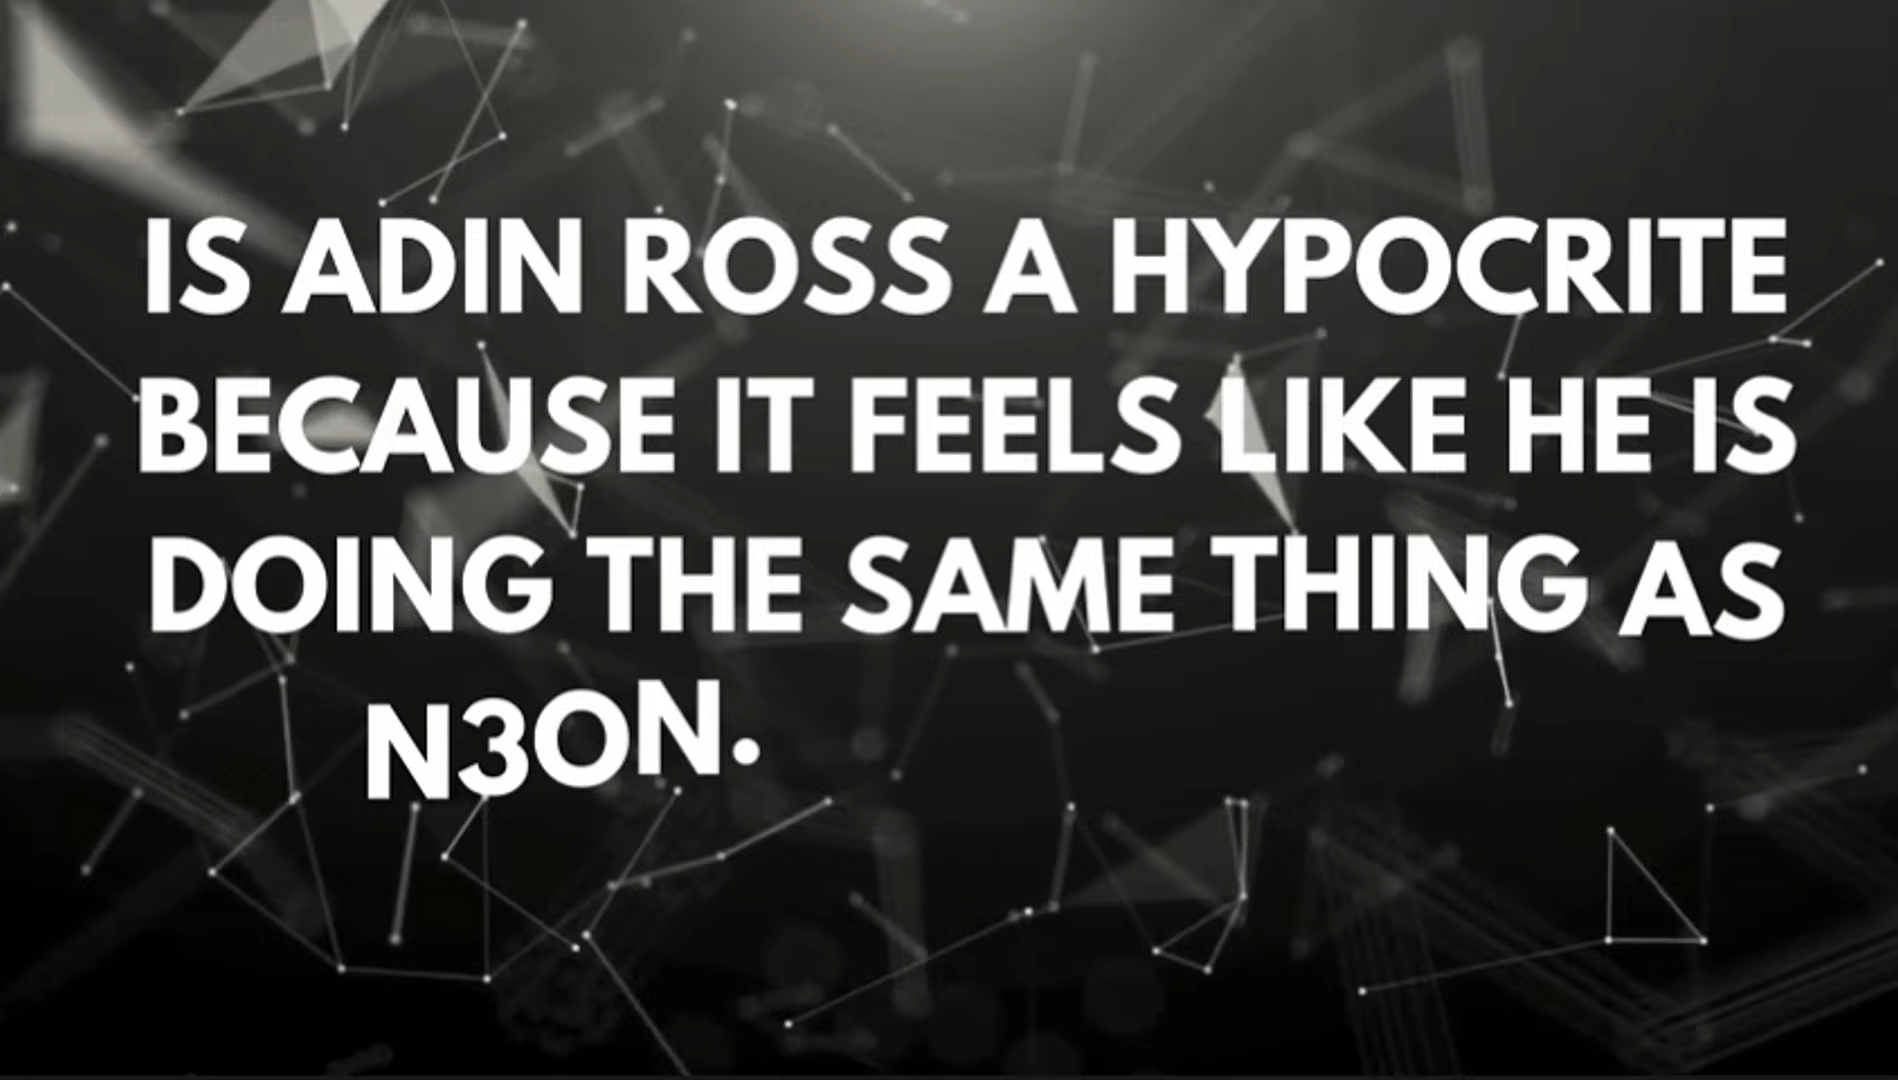 IS ADIN ROSS A HYPOCRITE
BECAUSE IT FEELS LIKE HE IS
DOING THE SAME THING AS
N3ON.